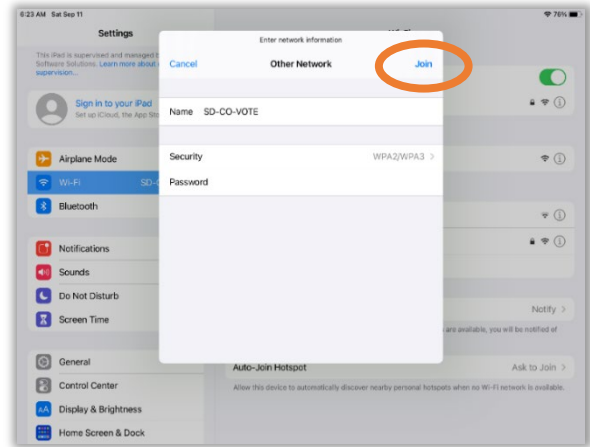 6:23 AM Sat Sep 11
76%
Settings
This iPad is supervised and managed b
Software Solutions. Learn more about
supervision...
Sign in to your iPad
Set up iCloud, the App Sto
Airplane Mode
Wi-Fi SD-C
Bluetooth
Notifications
Sounds
Do Not Disturb
Screen Time
General
Control Center
Display & Brightness
Home Screen & Dock
Enter network information
Cancel Other Network Join
Name SD-CO-VOTE
Security WPA2/WPA3
Password
Notify
are available, you will be notified of
Auto-Join Hotspot Ask to Join
Allow this device to automatically discover nearby personal hotspots when no Wi-Fi network is available.